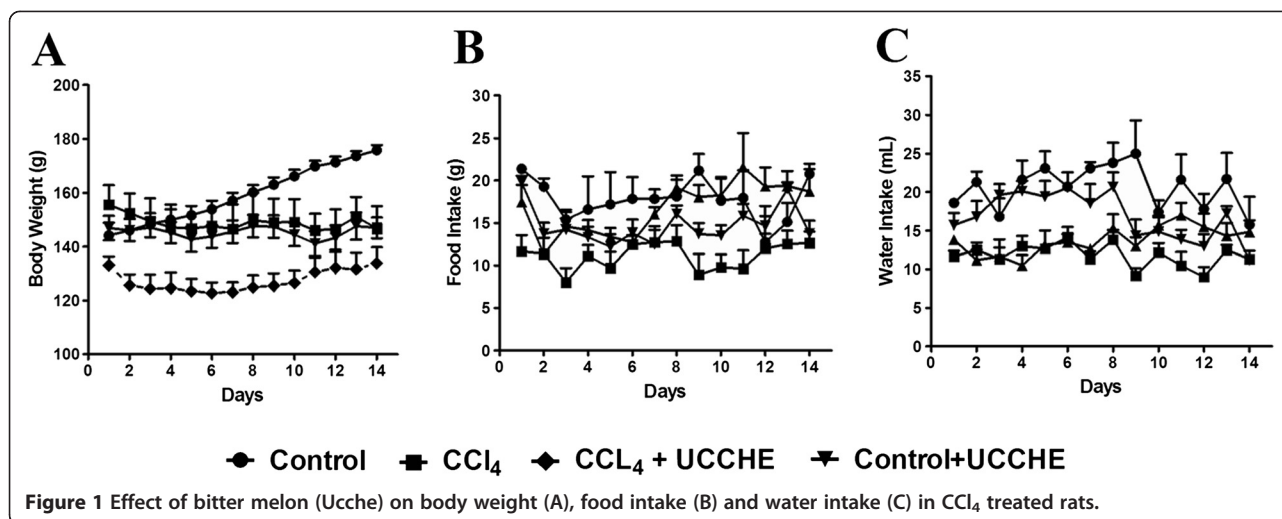 A
B
C
200
180
160
140
120
100
Body Weight (g)
0 2 4 6 8 10 12 14
Days
30
25
20
15
10
5
0
Food Intake (g)
0 2 4 6 8 10 12 14
Days
35
30
25
20
15
10
5
0
Water Intake (mL)
0 2 4 6 8 10 12 14
Days
Control CCl₄ CCL₄ + UCCHE Control+UCCHE
Figure 1 Effect of bitter melon (Ucche) on body weight (A), food intake (B) and water intake (C) in CCl₄ treated rats.